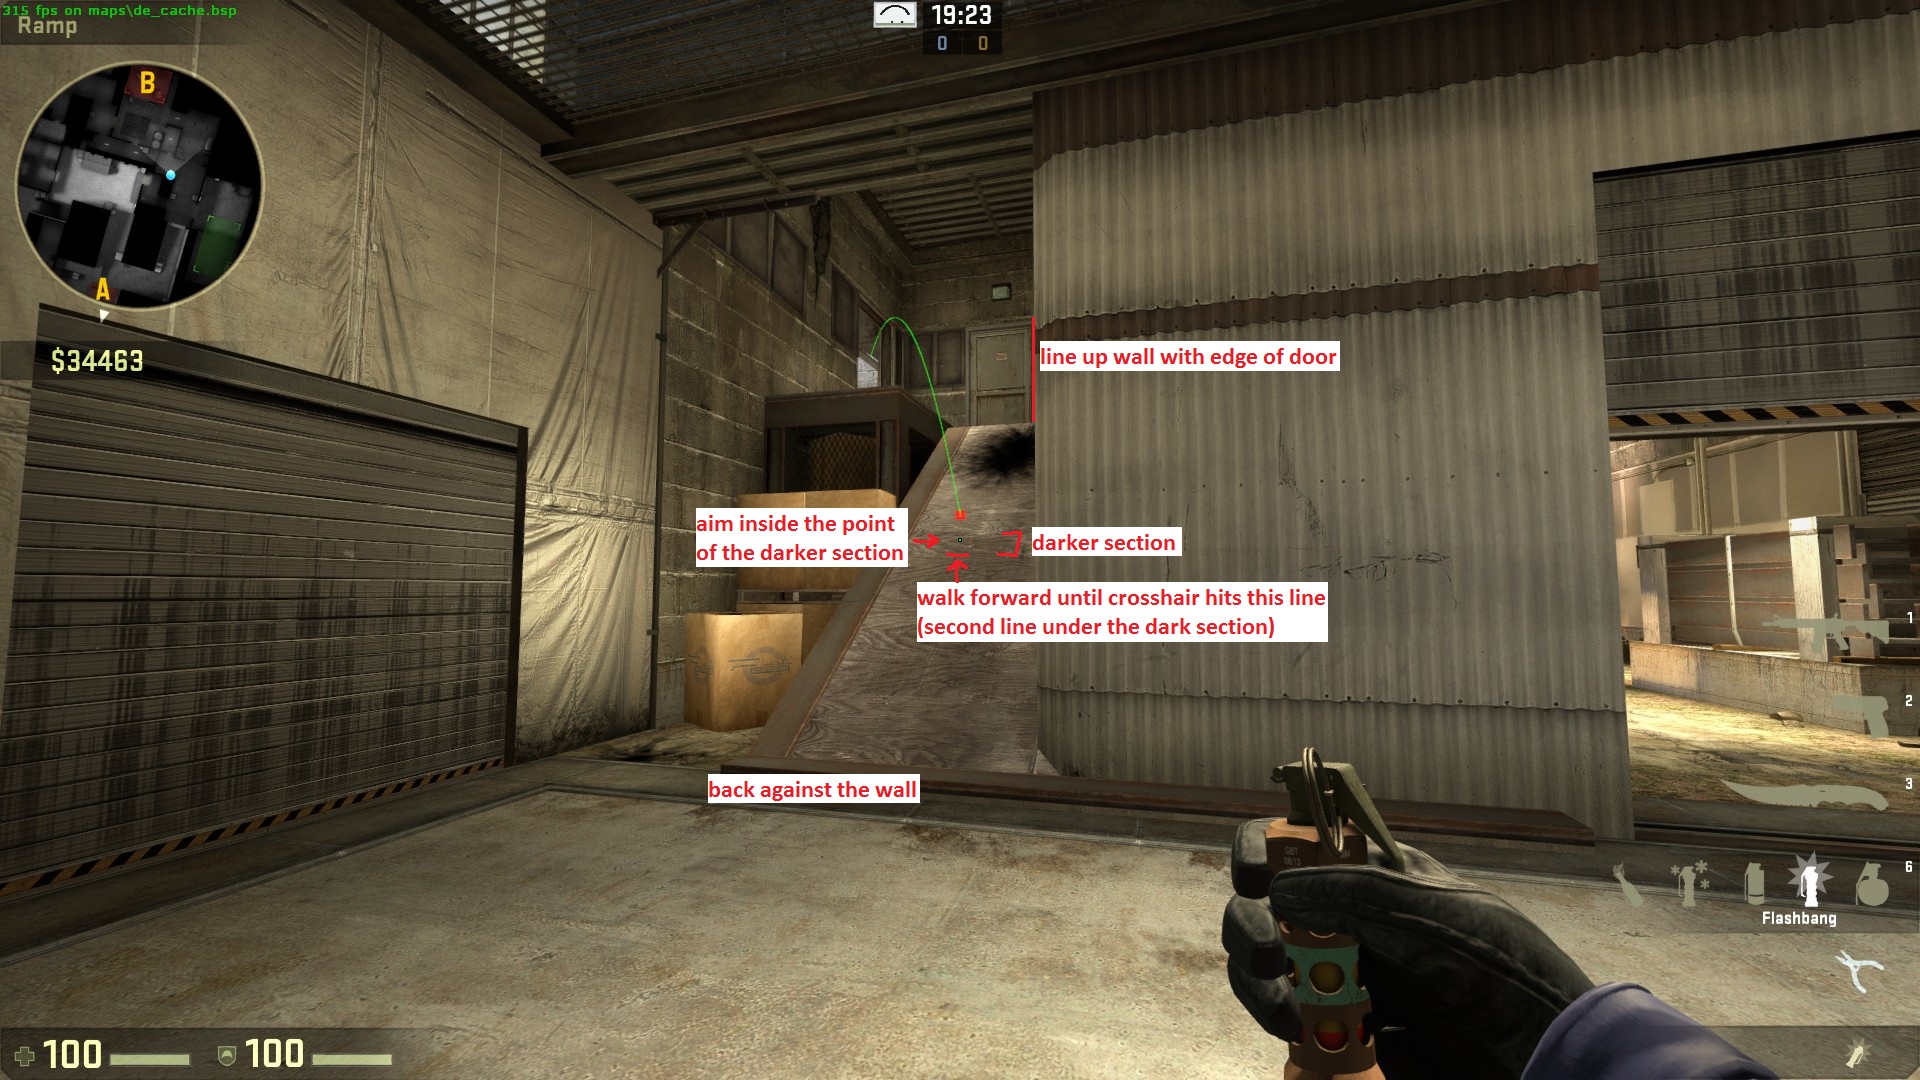 315 fps on maps\de_cache.bsp
Ramp
19:23
0 0
B
A
$34463
line up wall with edge of door
aim inside the point
of the darker section
darker section
walk forward until crosshair hits this line
(second line under the dark section)
back against the wall
1
2
3
6
Flashbang
100
100